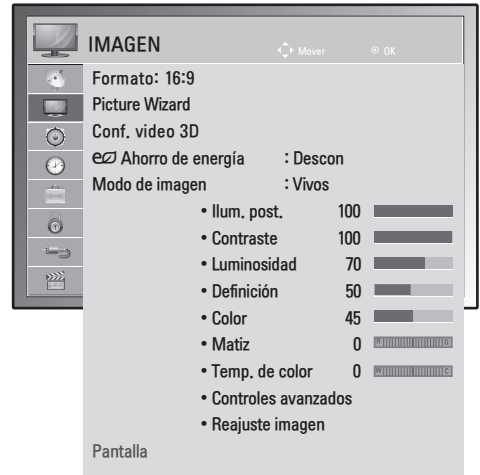 IMAGEN
Mover
OK
Formato: 16:9
Picture Wizard
Conf. video 3D
Ahorro de energía : Descon
Modo de imagen : Vivos
• Ilum. post. 100
• Contraste 100
• Luminosidad 70
• Definición 50
• Color 45
• Matiz 0 R G
• Temp. de color 0 W C
• Controles avanzados
• Reajuste imagen
Pantalla